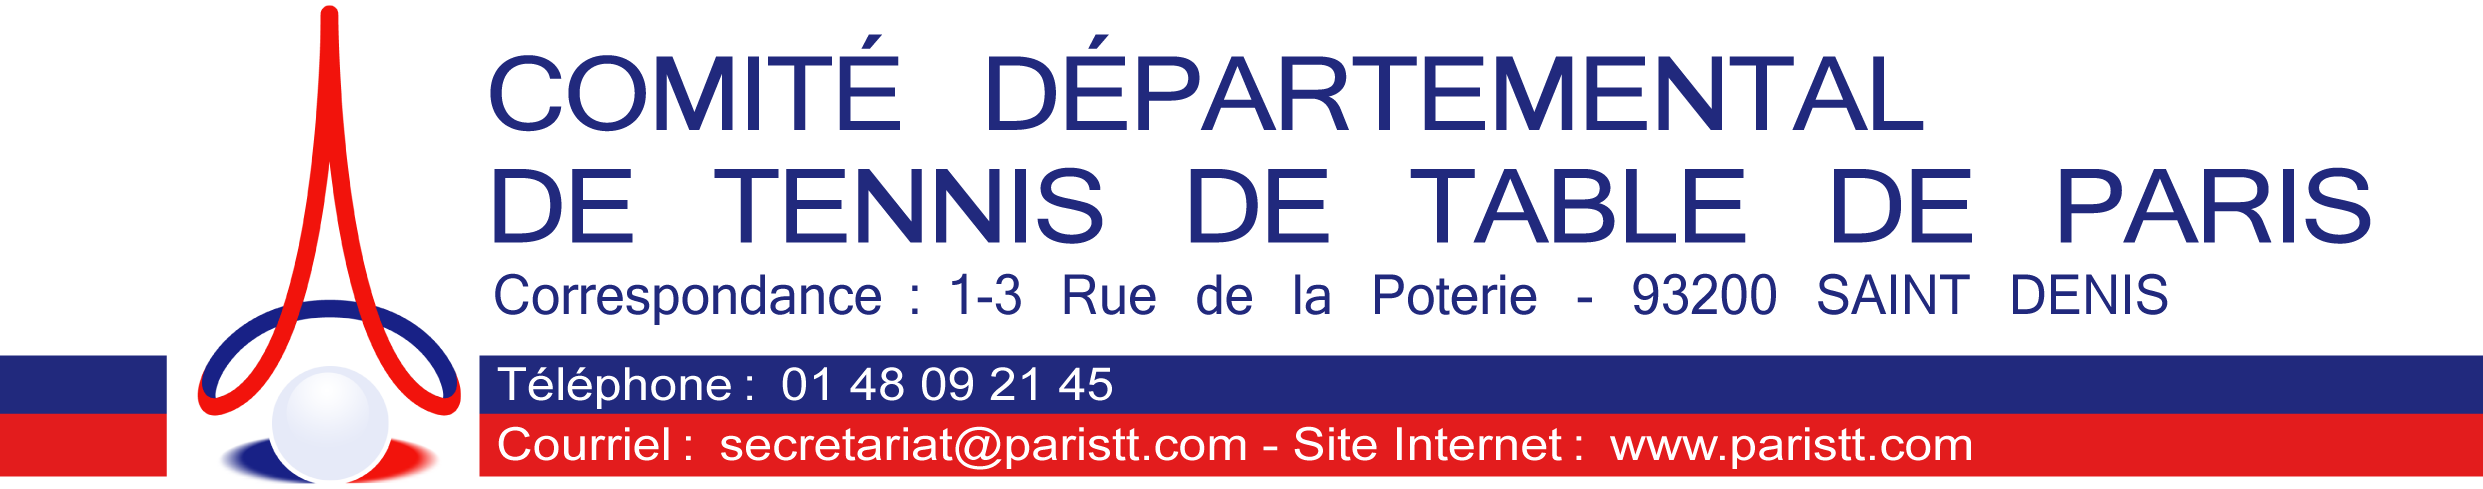 COMITÉ DÉPARTEMENTAL
DE TENNIS DE TABLE DE PARIS
Correspondance : 1-3 Rue de la Poterie - 93200 SAINT DENIS
Téléphone : 01 48 09 21 45
Courriel : secretariat@paristt.com - Site Internet : www.paristt.com